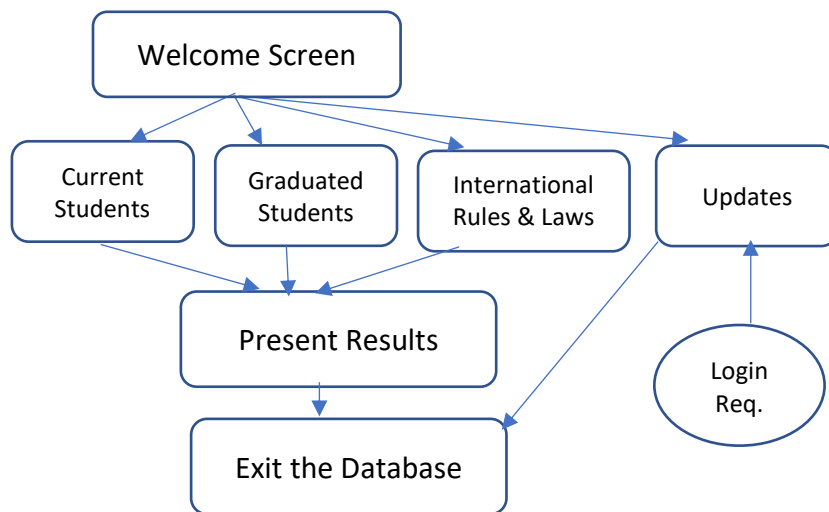 Welcome Screen
Current
Students
Graduated
Students
International
Rules & Laws
Updates
Present Results
Login
Req.
Exit the Database